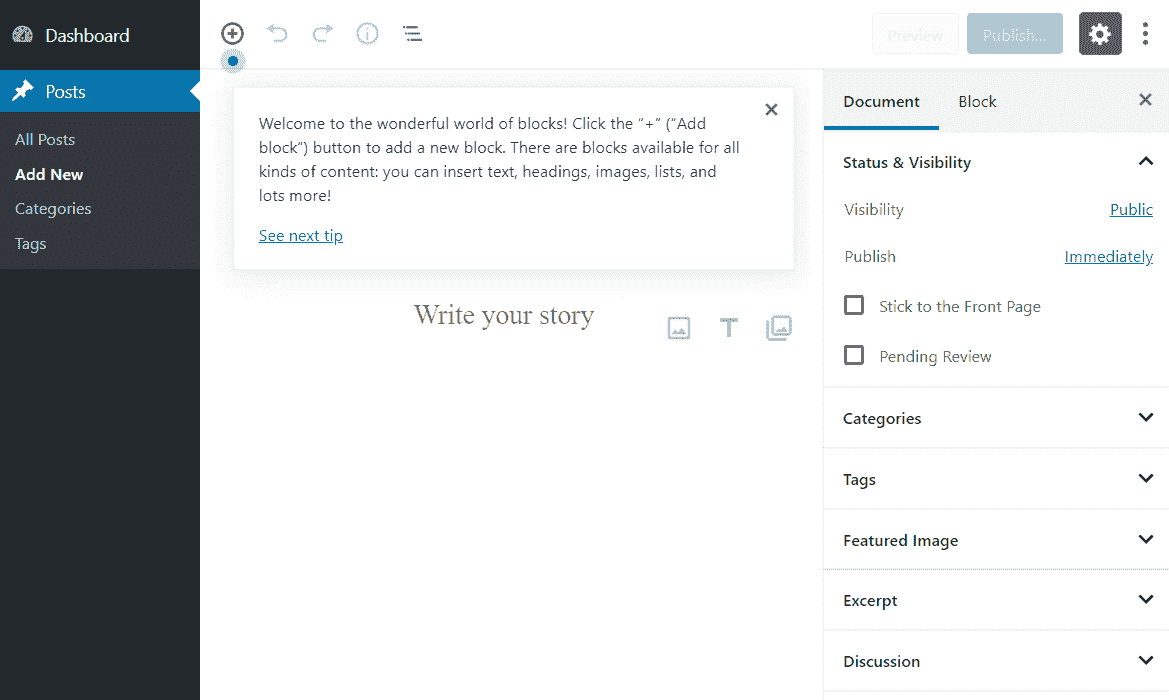 Dashboard
Posts
All Posts
Add New
Categories
Tags
Preview
Publish...
Welcome to the wonderful world of blocks! Click the “+” (“Add
block”) button to add a new block. There are blocks available for all
kinds of content: you can insert text, headings, images, lists, and
lots more!
See next tip
Write your story
Document
Block
Status & Visibility
Visibility
Public
Publish
Immediately
Stick to the Front Page
Pending Review
Categories
Tags
Featured Image
Excerpt
Discussion